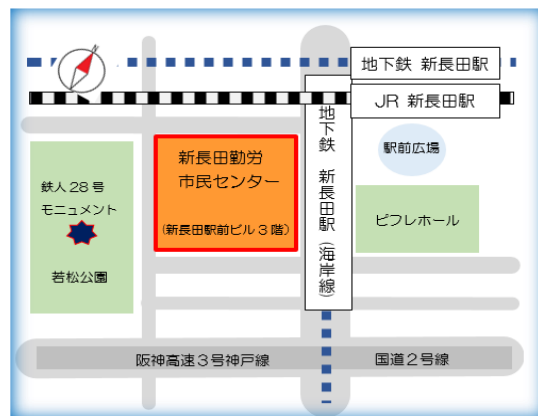 N
地下鉄 新長田駅
JR 新長田駅
地下鉄 新長田駅(海岸線)
駅前広場
新長田勤労
市民センター
(新長田駅前ビル3階)
鉄人28号
モニュメント
若松公園
ピフレホール
阪神高速3号神戸線
国道2号線